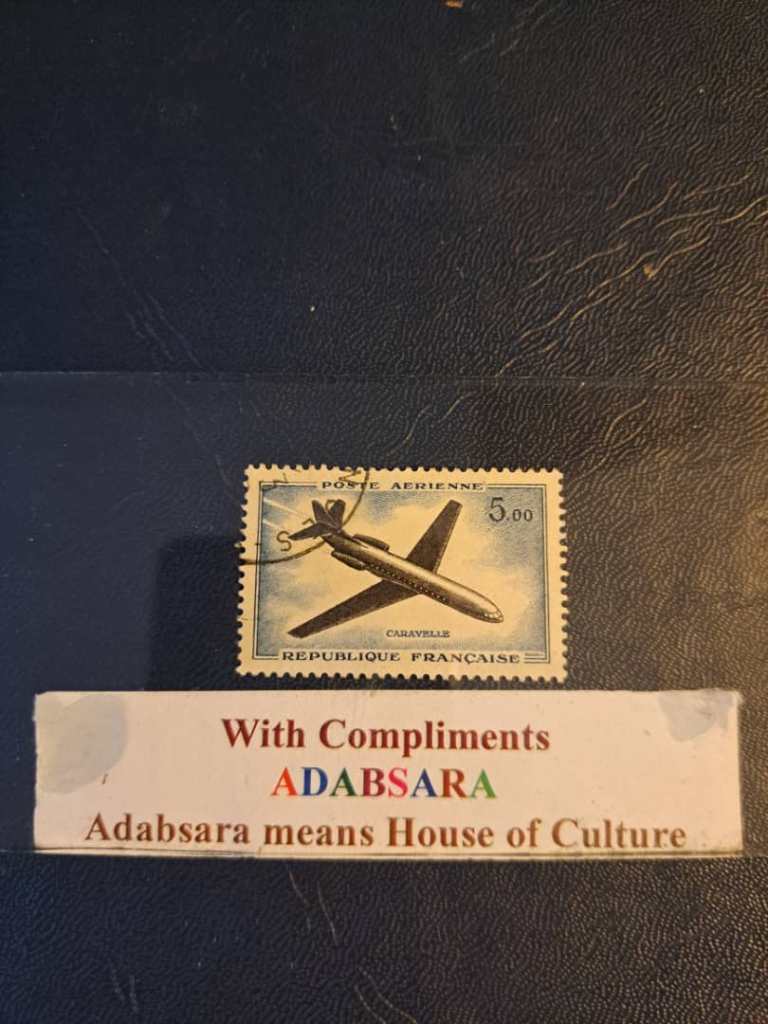 POSTE AERIENNE
5.00
CARAVELLE
REPUBLIQUE FRANÇAISE
With Compliments
ADABSARA
Adabsara means House of Culture